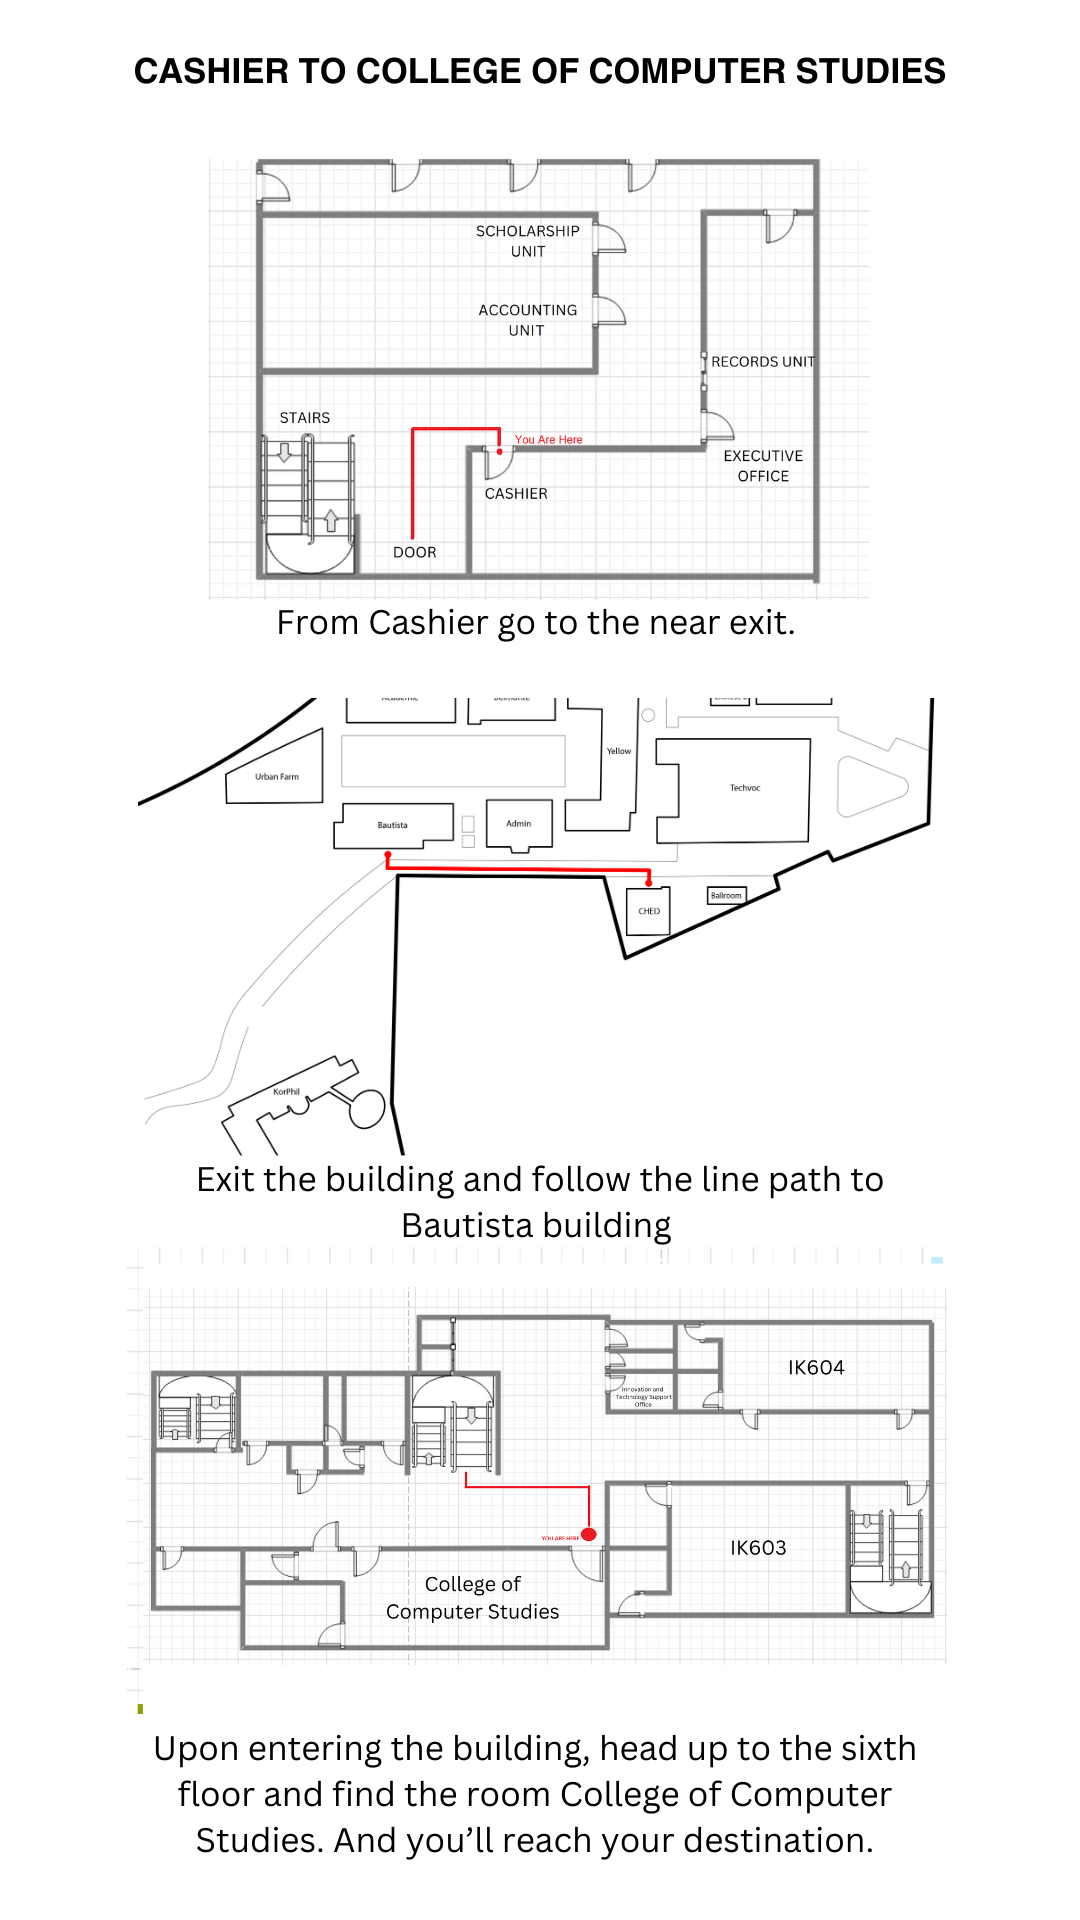 CASHIER TO COLLEGE OF COMPUTER STUDIES
SCHOLARSHIP
UNIT
ACCOUNTING
UNIT
RECORDS UNIT
STAIRS
You Are Here
EXECUTIVE
OFFICE
CASHIER
DOOR
From Cashier go to the near exit.
Yellow
Urban Farm
Techvoc
Bautista
Admin
Ballroom
CHED
KorPhil
Exit the building and follow the line path to
Bautista building
IK604
Innovation and
Technology Support
Office
YOU ARE HERE
IK603
College of
Computer Studies
Upon entering the building, head up to the sixth
floor and find the room College of Computer
Studies. And you’ll reach your destination.